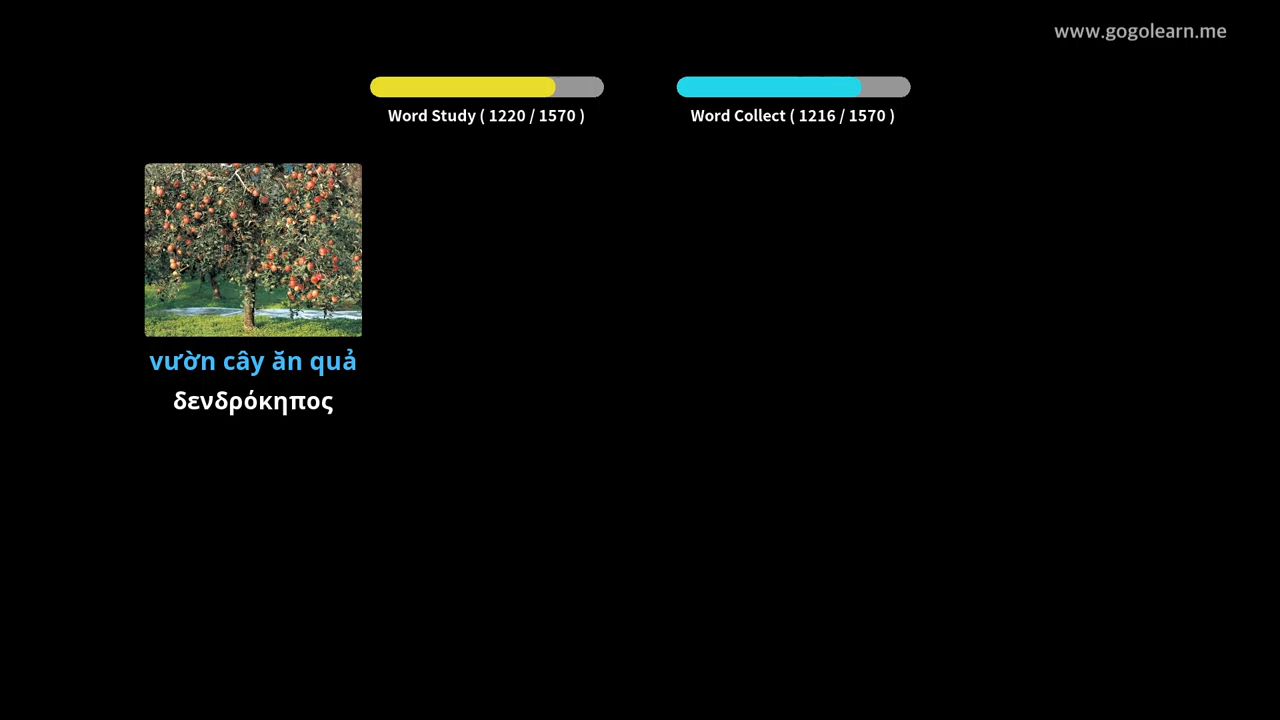 www.gogolearn.me
Word Study ( 1220 / 1570 )
Word Collect ( 1216 / 1570 )
vườn cây ăn quả
δενδρόκηπος